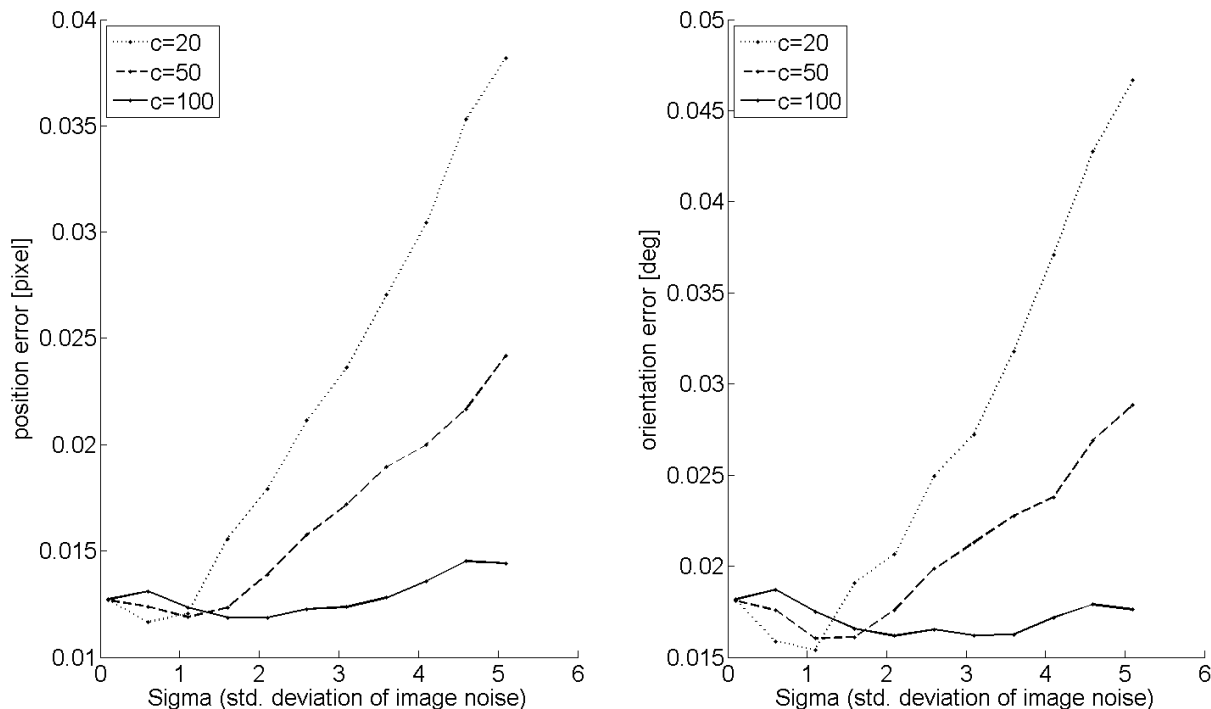 0.04
0.035
0.03
0.025
0.02
0.015
0.01
position error [pixel]
c=20
c=50
c=100
0 1 2 3 4 5 6
Sigma (std. deviation of image noise)
0.05
0.045
0.04
0.035
0.03
0.025
0.02
0.015
orientation error [deg]
c=20
c=50
c=100
0 1 2 3 4 5 6
Sigma (std. deviation of image noise)